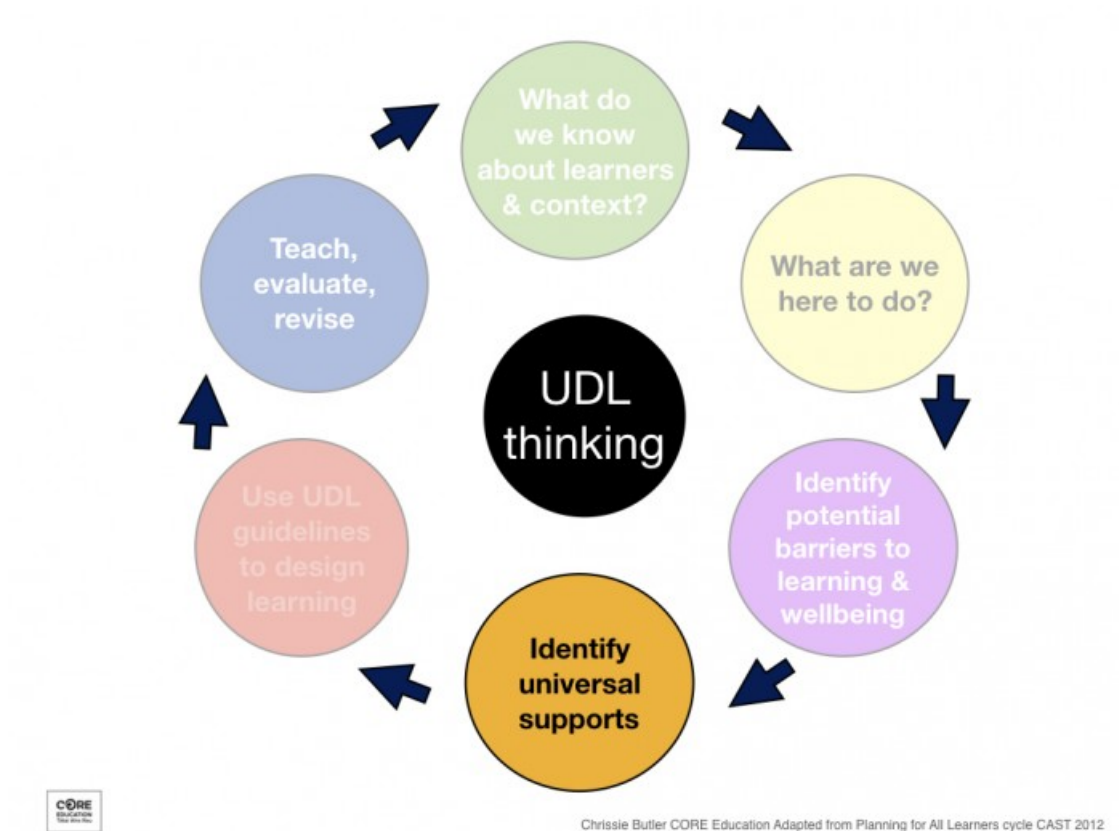 What do
we know
about learners
& context?
What are we
here to do?
Identify
potential
barriers to
learning &
wellbeing
Identify
universal
supports
Use UDL
guidelines
to design
learning
Teach,
evaluate,
revise
UDL
thinking
CORE
EDUCATION
Chrissie Butler CORE Education Adapted from Planning for All Learners cycle CAST 2012